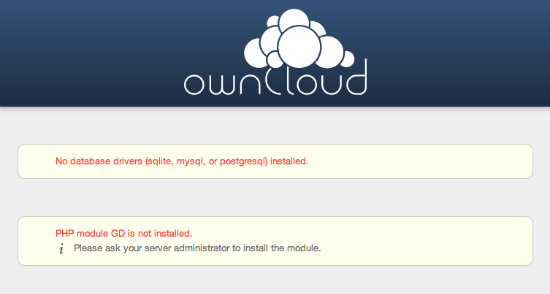 ownCloud
No database drivers (sqlite, mysql, or postgresql) installed.
PHP module GD is not installed.
i Please ask your server administrator to install the module.